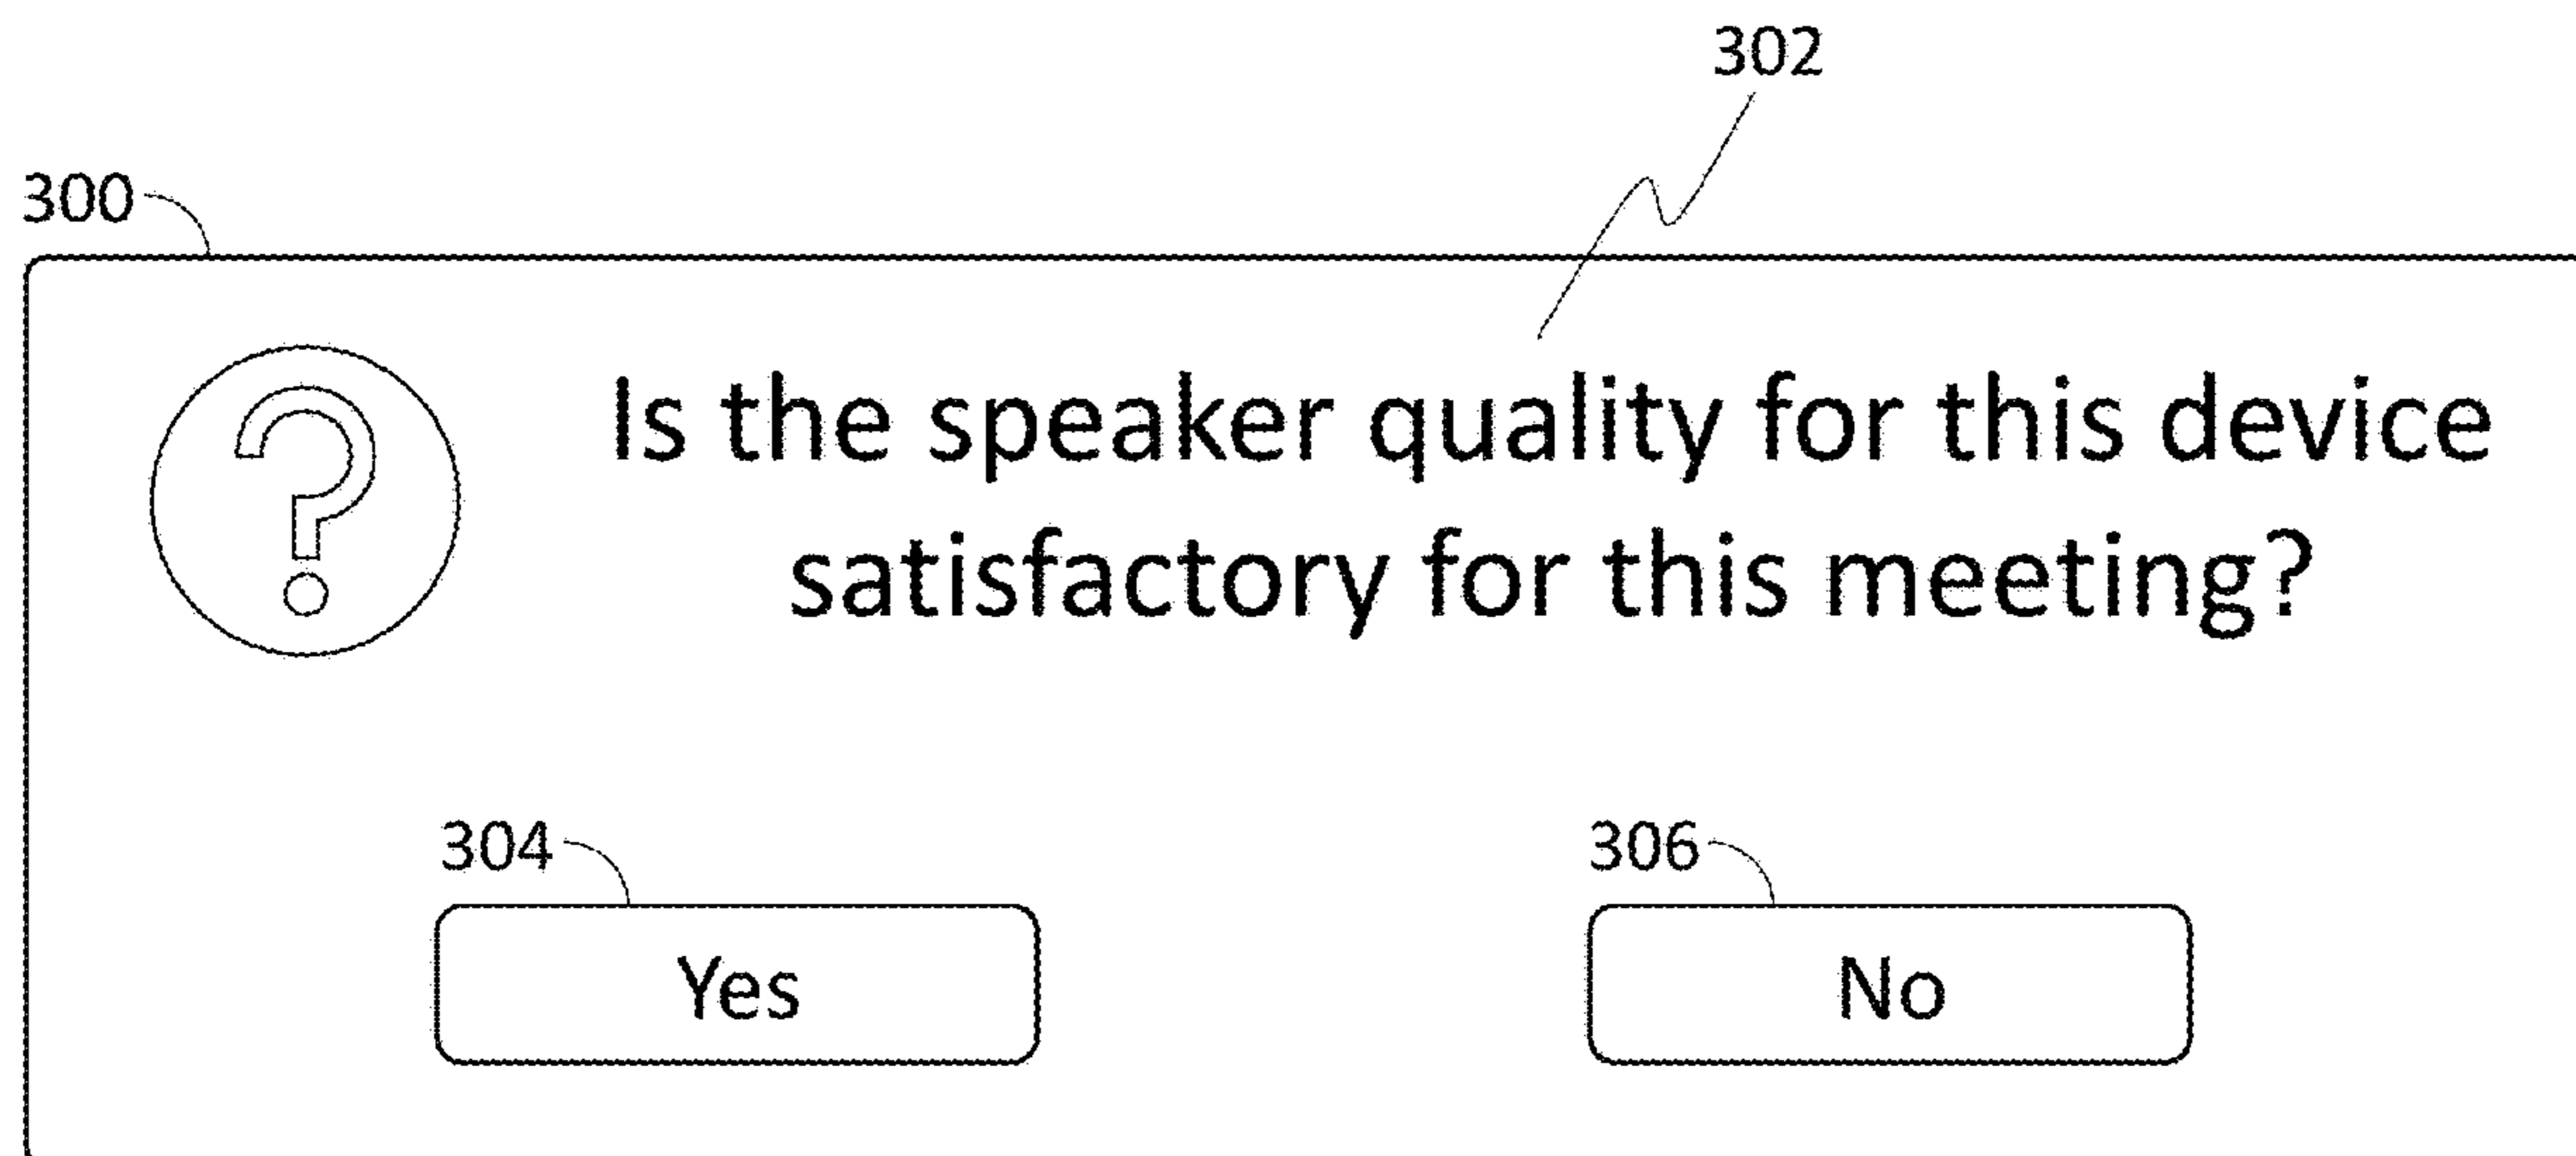 302
300
Is the speaker quality for this device
satisfactory for this meeting?
304
306
Yes
No